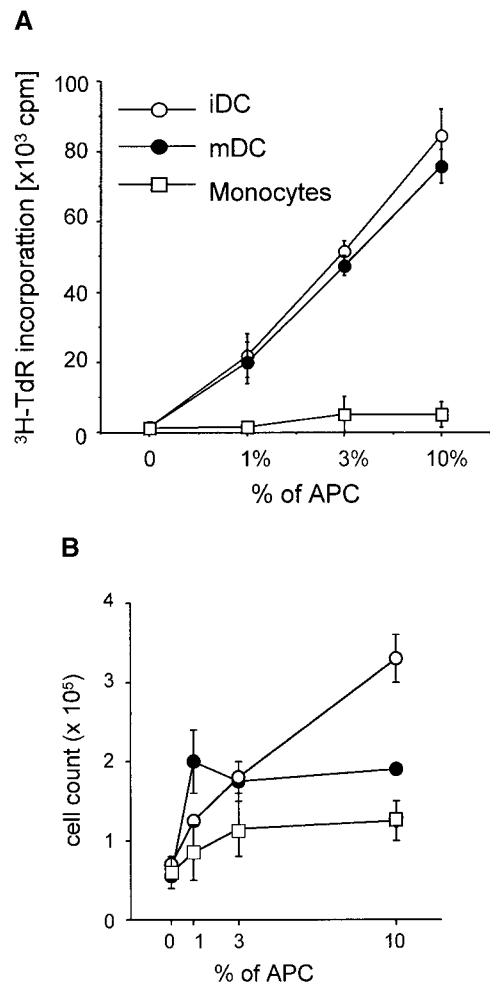 A
100
80
60
40
20
0
³H-TdR incorporattion [x10³ cpm]
iDC
mDC
Monocytes
0 1% 3% 10%
% of APC
B
4
3
2
1
0
cell count (x 10⁵)
0 1 3 10
% of APC